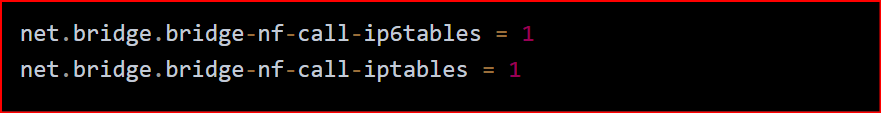 net.bridge.bridge-nf-call-ip6tables = 1
net.bridge.bridge-nf-call-iptables = 1